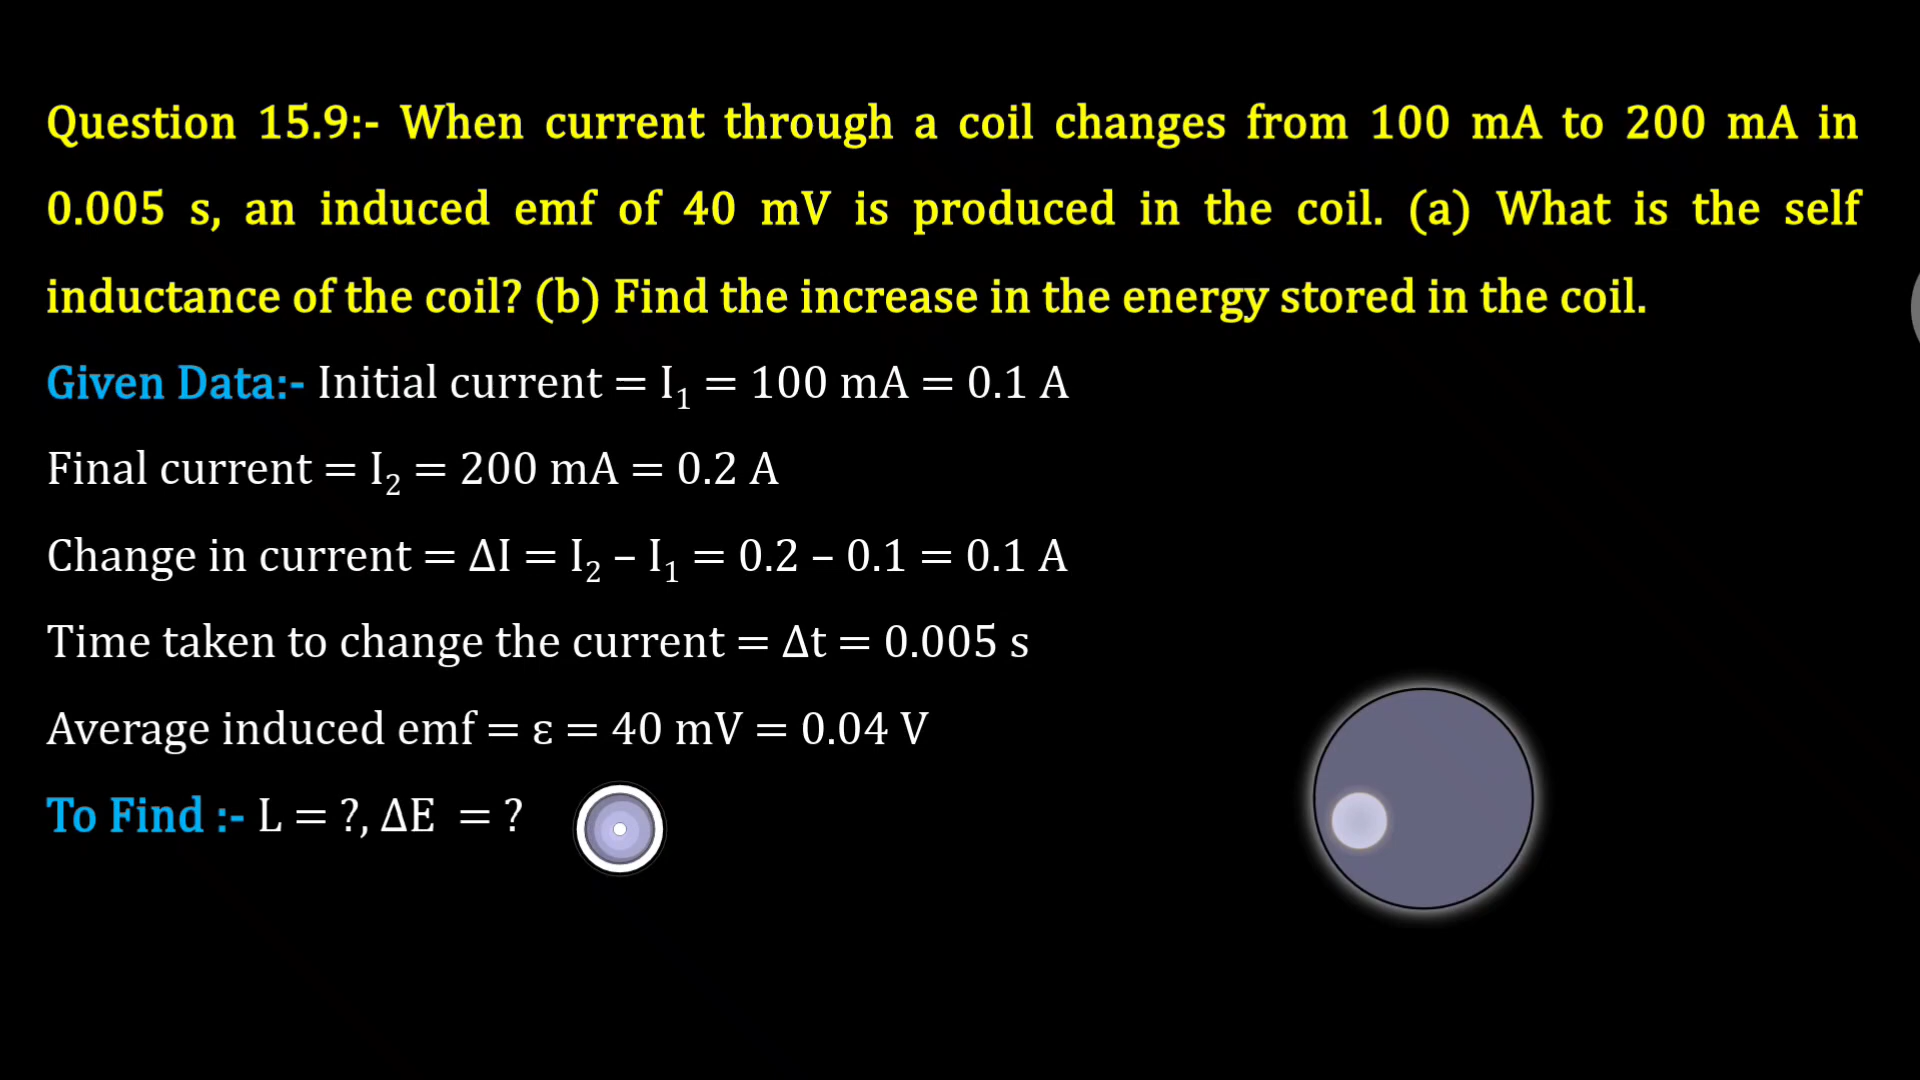 Question 15.9:- When current through a coil changes from 100 mA to 200 mA in
0.005 s, an induced emf of 40 mV is produced in the coil. (a) What is the self
inductance of the coil? (b) Find the increase in the energy stored in the coil.
Given Data:- Initial current = I₁ = 100 mA = 0.1 A
Final current = I₂ = 200 mA = 0.2 A
Change in current = ΔI = I₂ – I₁ = 0.2 – 0.1 = 0.1 A
Time taken to change the current = Δt = 0.005 s
Average induced emf = ε = 40 mV = 0.04 V
To Find :- L = ?, ΔE = ?